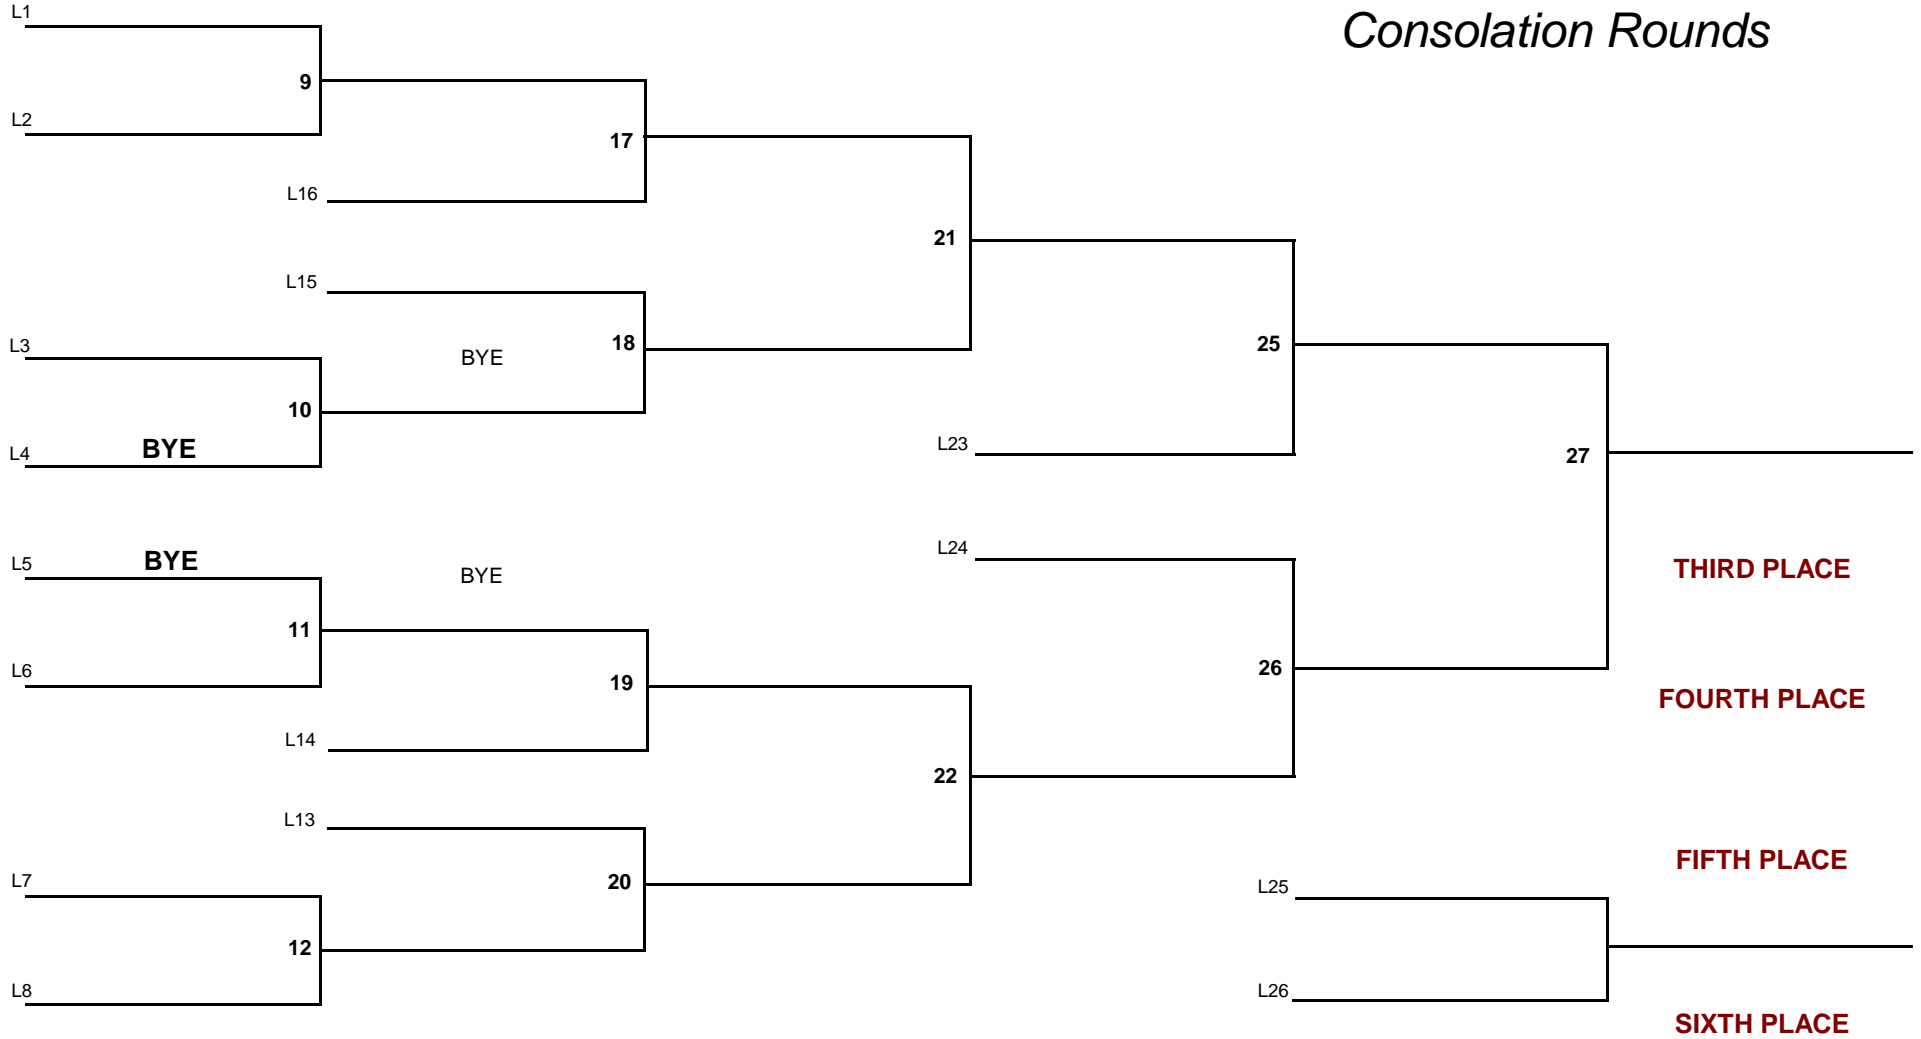 L1
Consolation Rounds
9
L2
17
L16
21
L15
L3
18
BYE
25
10
L4
BYE
L23
27
L5
BYE
BYE
L24
THIRD PLACE
11
L6
19
26
FOURTH PLACE
L14
22
L13
FIFTH PLACE
L7
20
L25
12
L8
L26
SIXTH PLACE